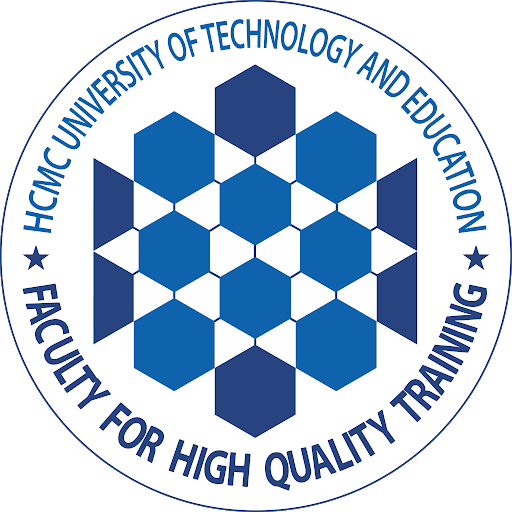 HCMC UNIVERSITY OF TECHNOLOGY AND EDUCATION
FACULTY FOR HIGH QUALITY TRAINING